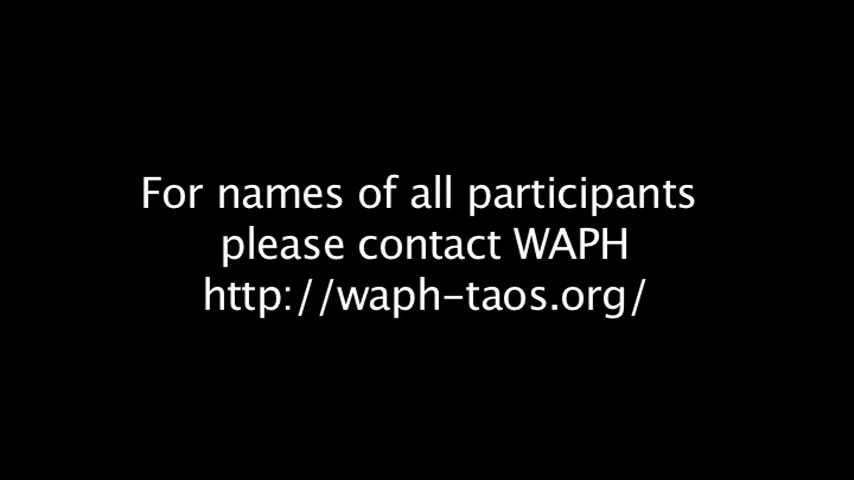 For names of all participants
please contact WAPH
http://waph-taos.org/